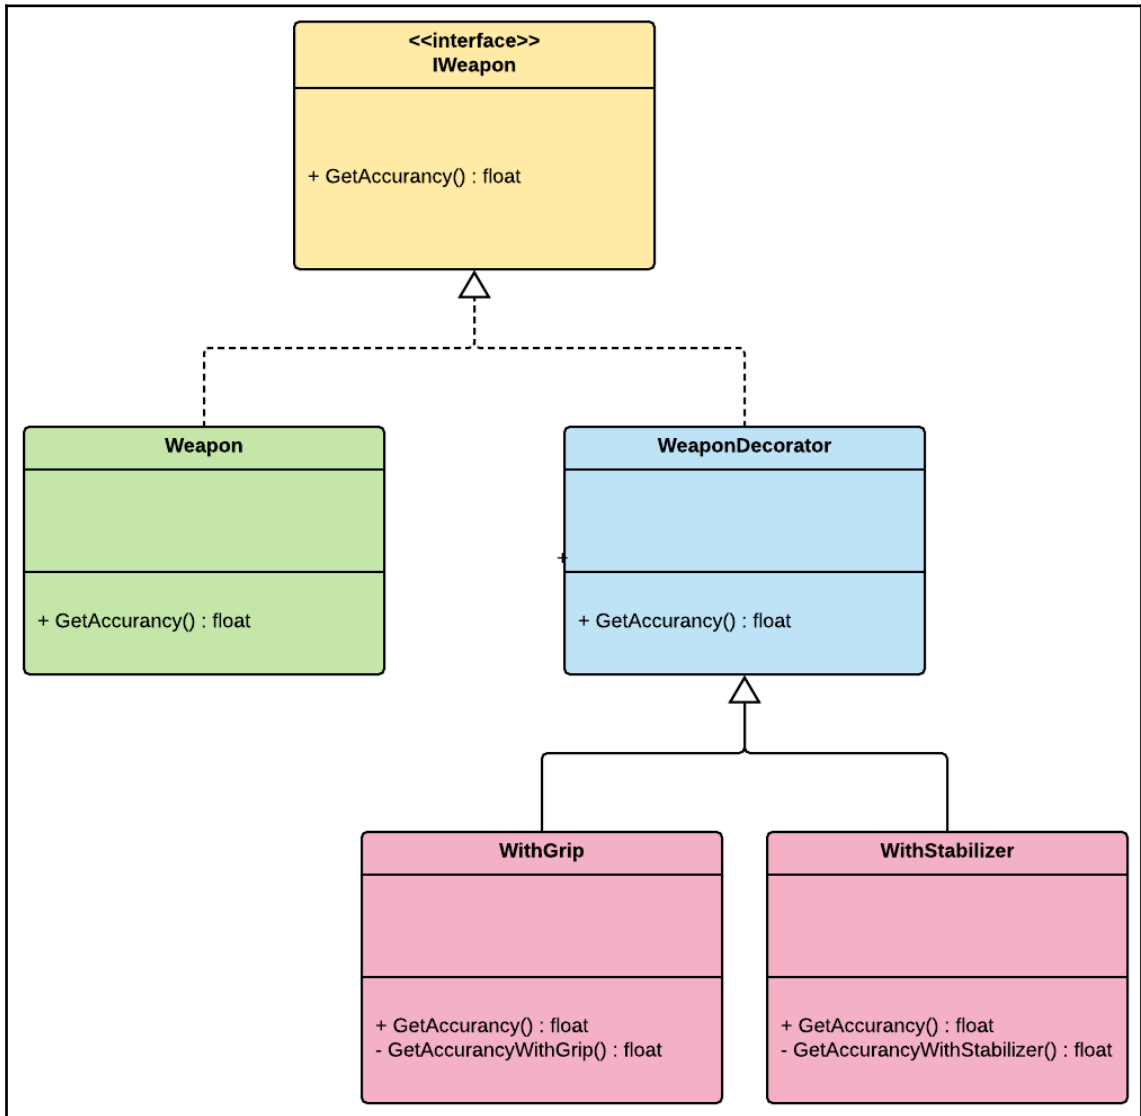 <<interface>>
IWeapon
+ GetAccurancy() : float
Weapon
+ GetAccurancy() : float
WeaponDecorator
+
+ GetAccurancy() : float
WithGrip
+ GetAccurancy() : float
- GetAccurancyWithGrip() : float
WithStabilizer
+ GetAccurancy() : float
- GetAccurancyWithStabilizer() : float